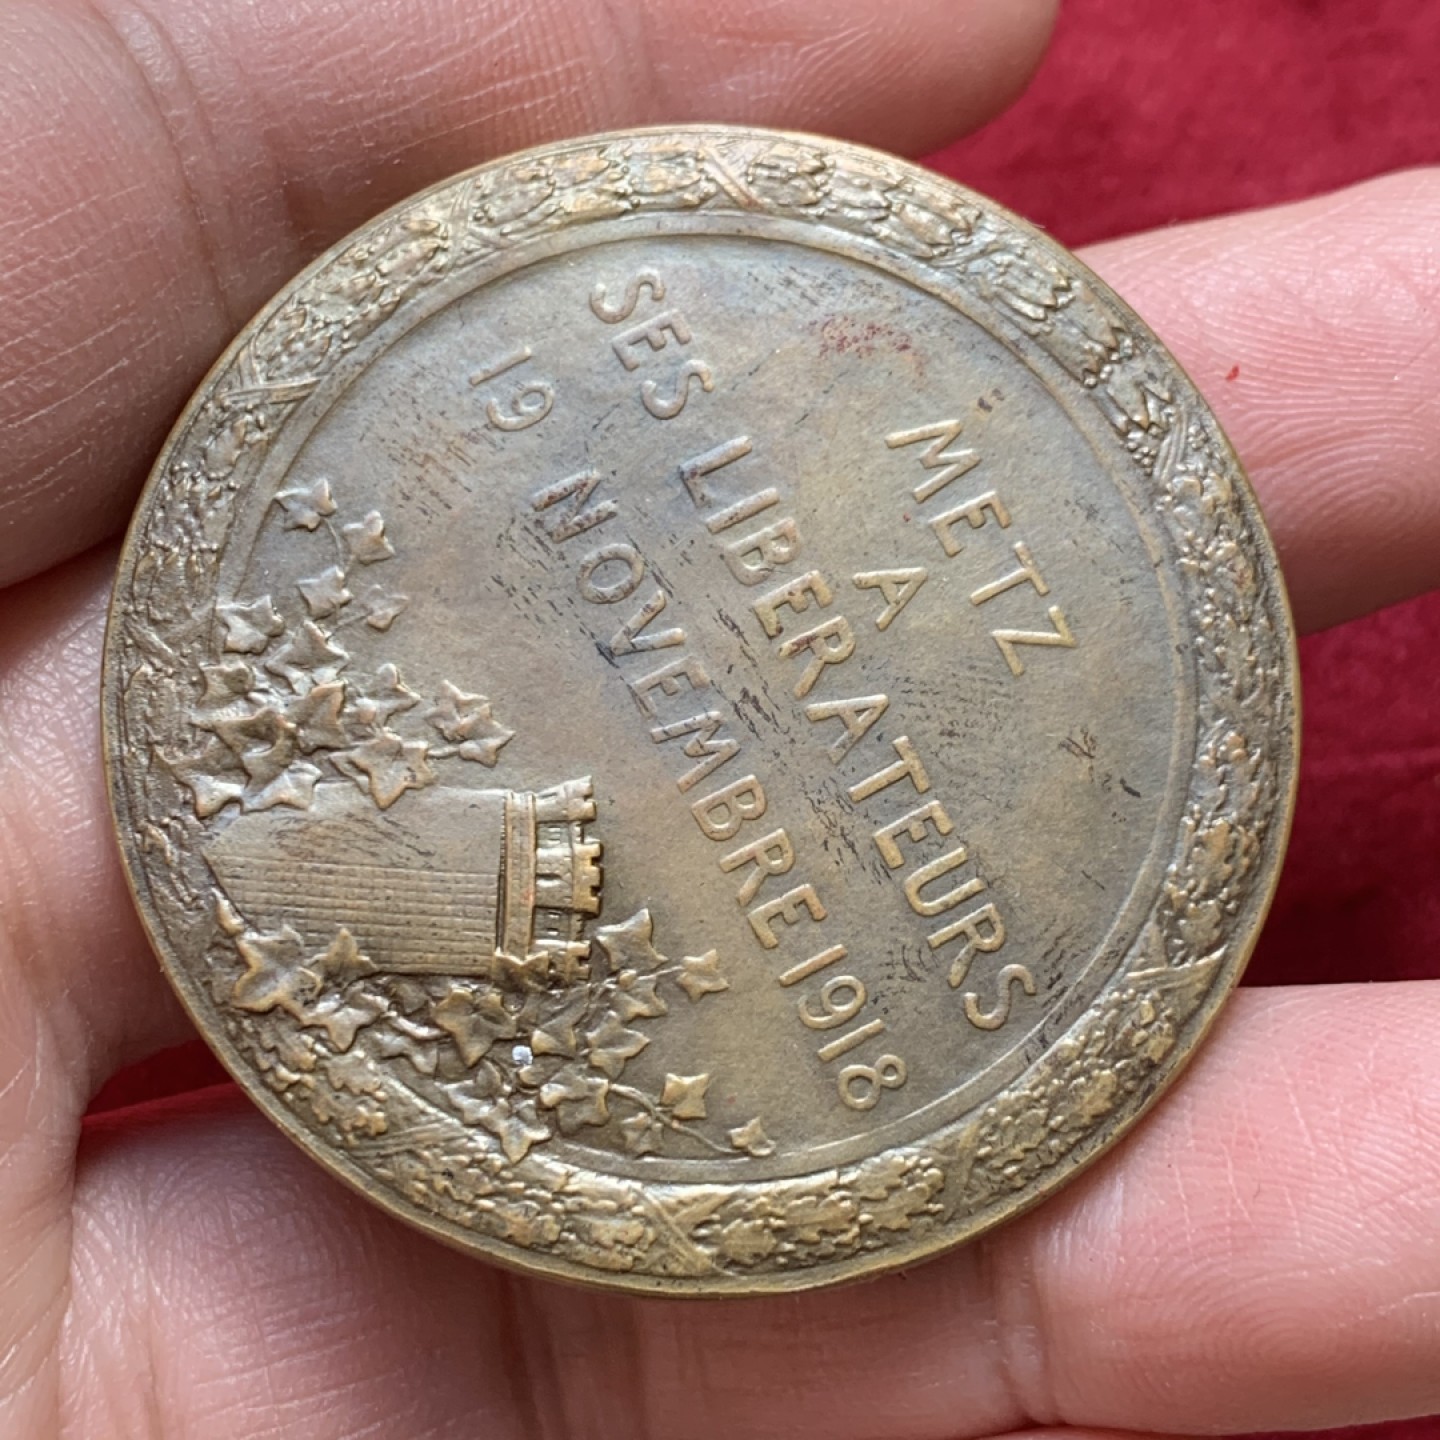 METZ
A
SES LIBERATEURS
19 NOVEMBRE 1918